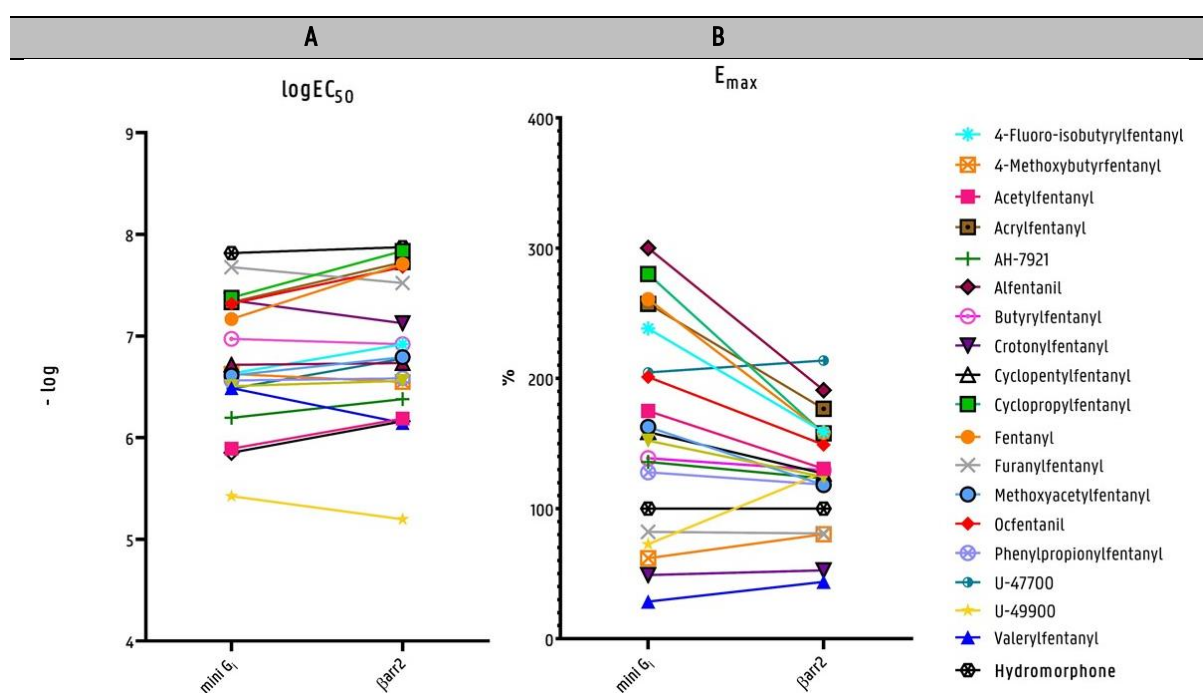 A B
logEC50
Emax
- log
9
8
7
6
5
4
mini Gi
βarr2
%
400
300
200
100
0
mini Gi
βarr2
4-Fluoro-isobutyrylfentanyl
4-Methoxybutyrfentanyl
Acetylfentanyl
Acrylfentanyl
AH-7921
Alfentanil
Butyrylfentanyl
Crotonylfentanyl
Cyclopentylfentanyl
Cyclopropylfentanyl
Fentanyl
Furanylfentanyl
Methoxyacetylfentanyl
Ocfentanil
Phenylpropionylfentanyl
U-47700
U-49900
Valerylfentanyl
Hydromorphone